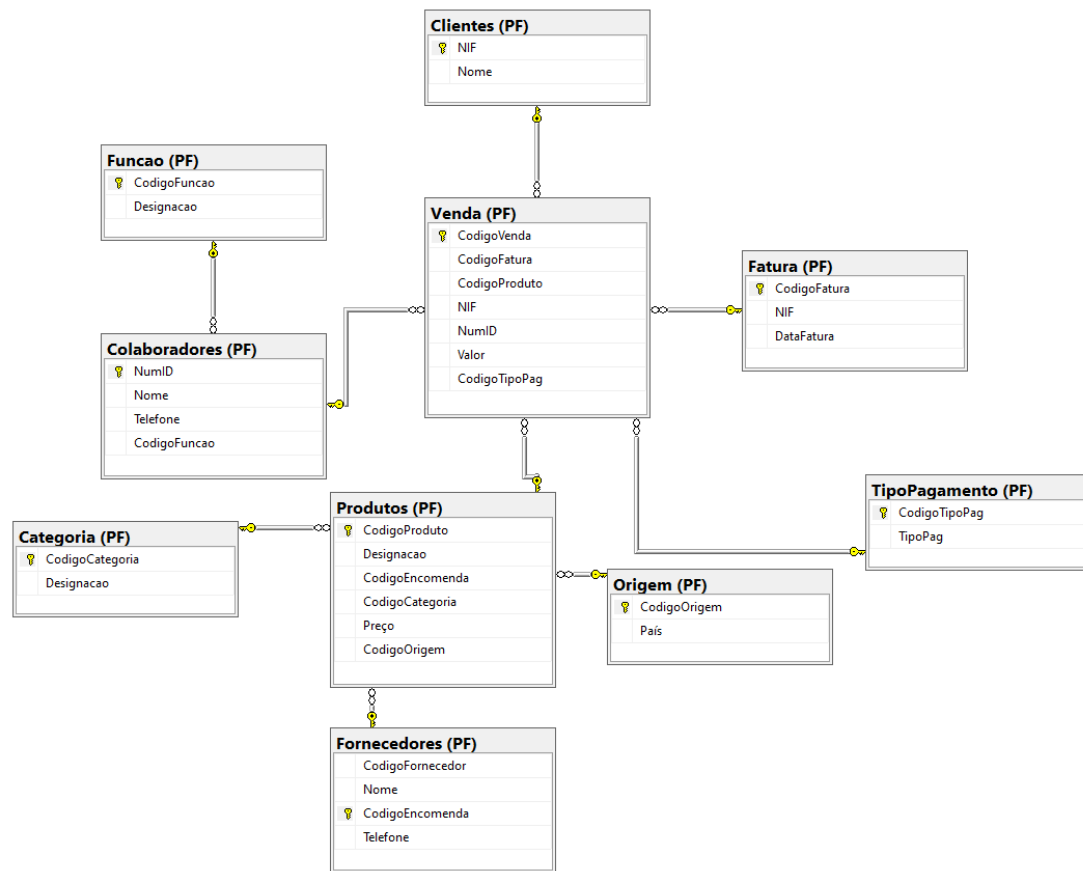 Clientes (PF)
NIF
Nome
Funcao (PF)
CodigoFuncao
Designacao
Venda (PF)
CodigoVenda
CodigoFatura
CodigoProduto
NIF
NumID
Valor
CodigoTipoPag
Fatura (PF)
CodigoFatura
NIF
DataFatura
Colaboradores (PF)
NumID
Nome
Telefone
CodigoFuncao
TipoPagamento (PF)
CodigoTipoPag
TipoPag
Produtos (PF)
CodigoProduto
Designacao
CodigoEncomenda
CodigoCategoria
Preço
CodigoOrigem
Categoria (PF)
CodigoCategoria
Designacao
Origem (PF)
CodigoOrigem
País
Fornecedores (PF)
CodigoFornecedor
Nome
CodigoEncomenda
Telefone